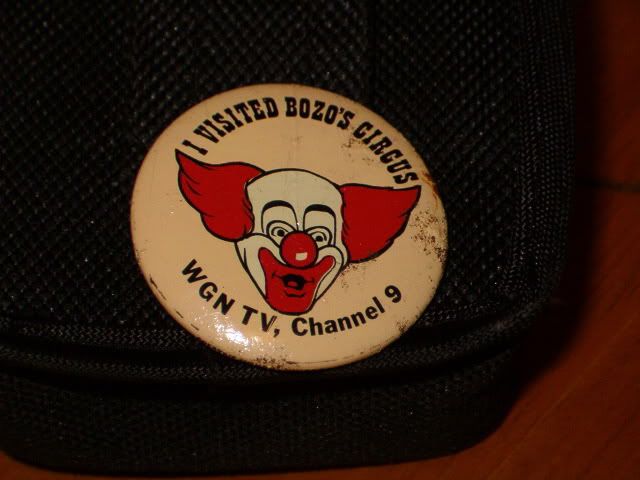 I VISITED BOZO'S CIRCUS
WGN TV, Channel 9